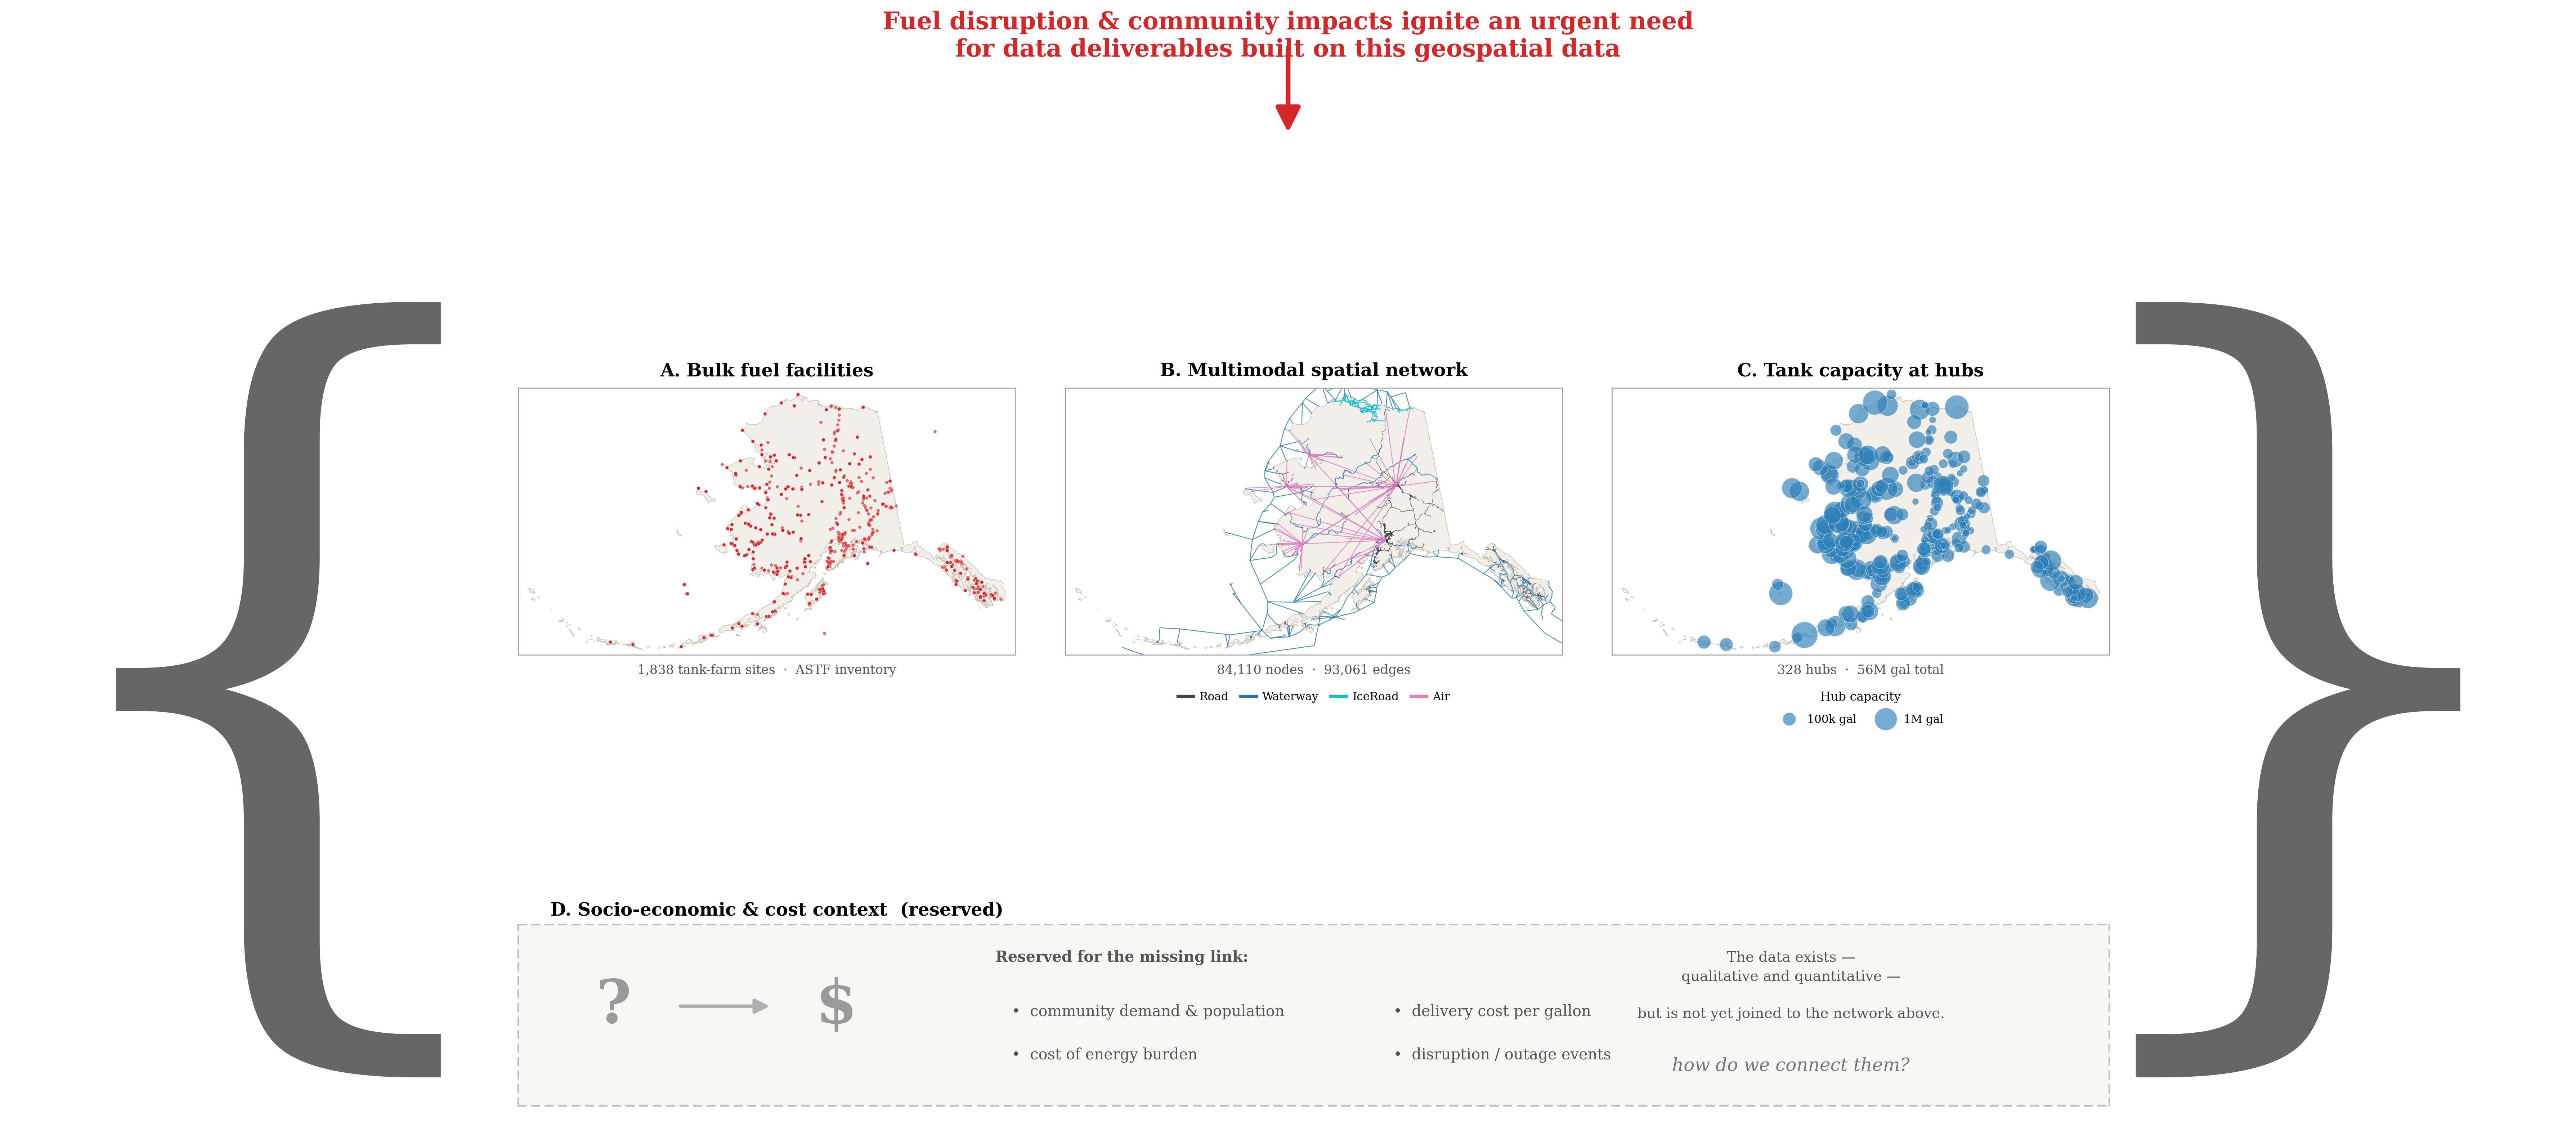 Fuel disruption & community impacts ignite an urgent need
for data deliverables built on this geospatial data
A. Bulk fuel facilities
1,838 tank-farm sites · ASTF inventory
B. Multimodal spatial network
84,110 nodes · 93,061 edges
Road Waterway IceRoad Air
C. Tank capacity at hubs
328 hubs · 56M gal total
Hub capacity
100k gal 1M gal
D. Socio-economic & cost context (reserved)
? $
Reserved for the missing link:
• community demand & population
• cost of energy burden
• delivery cost per gallon
• disruption / outage events
The data exists —
qualitative and quantitative —
but is not yet joined to the network above.
how do we connect them?